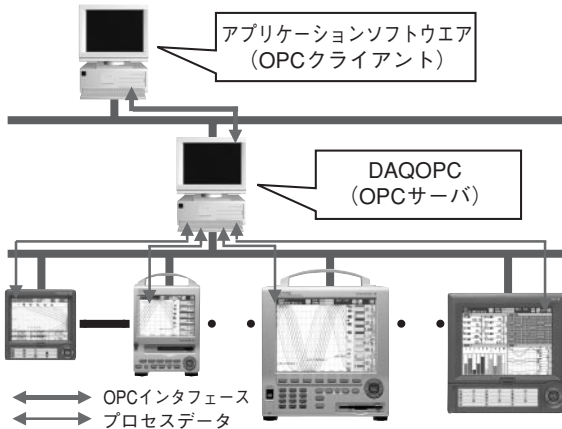 アプリケーションソフトウエア
（OPCクライアント）
DAQOPC
（OPCサーバ）
OPCインタフェース
プロセスデータ